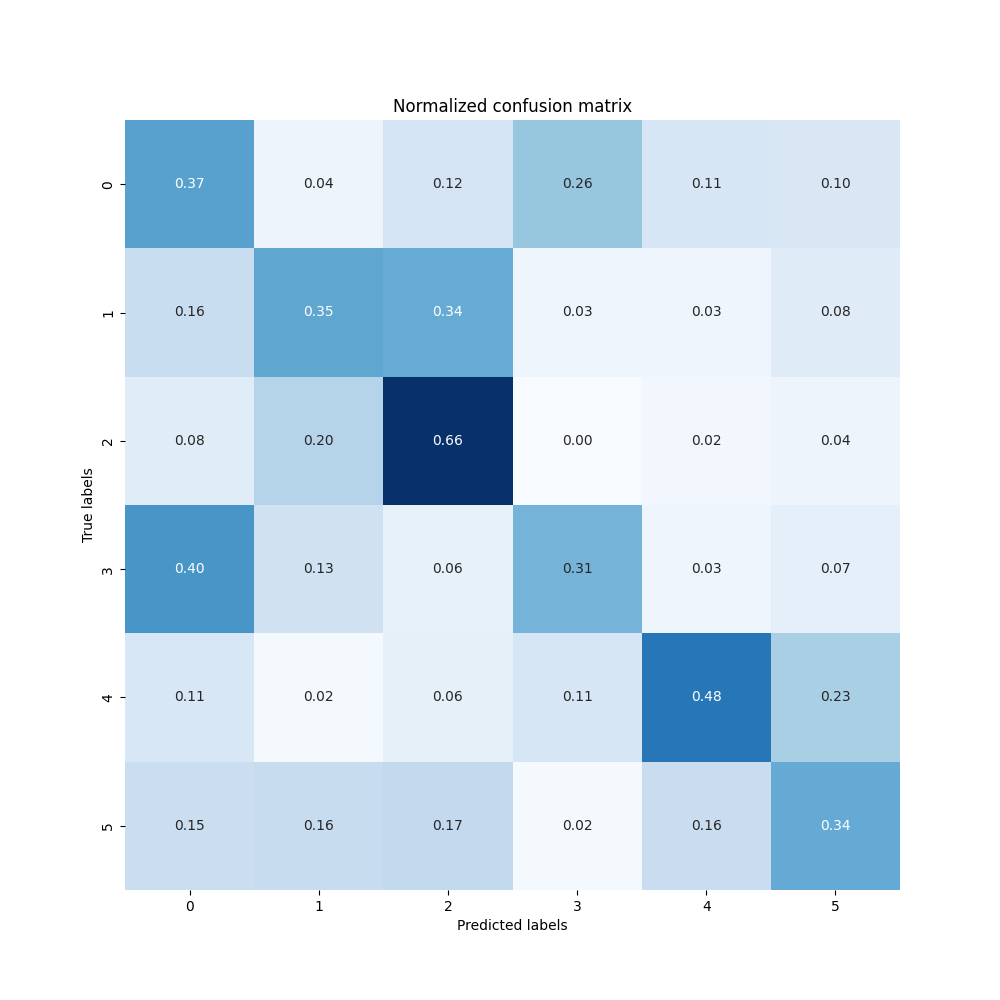 Normalized confusion matrix
0 0.37 0.04 0.12 0.26 0.11 0.10
1 0.16 0.35 0.34 0.03 0.03 0.08
2 0.08 0.20 0.66 0.00 0.02 0.04
3 0.40 0.13 0.06 0.31 0.03 0.07
4 0.11 0.02 0.06 0.11 0.48 0.23
5 0.15 0.16 0.17 0.02 0.16 0.34
0 1 2 3 4 5
Predicted labels
True labels